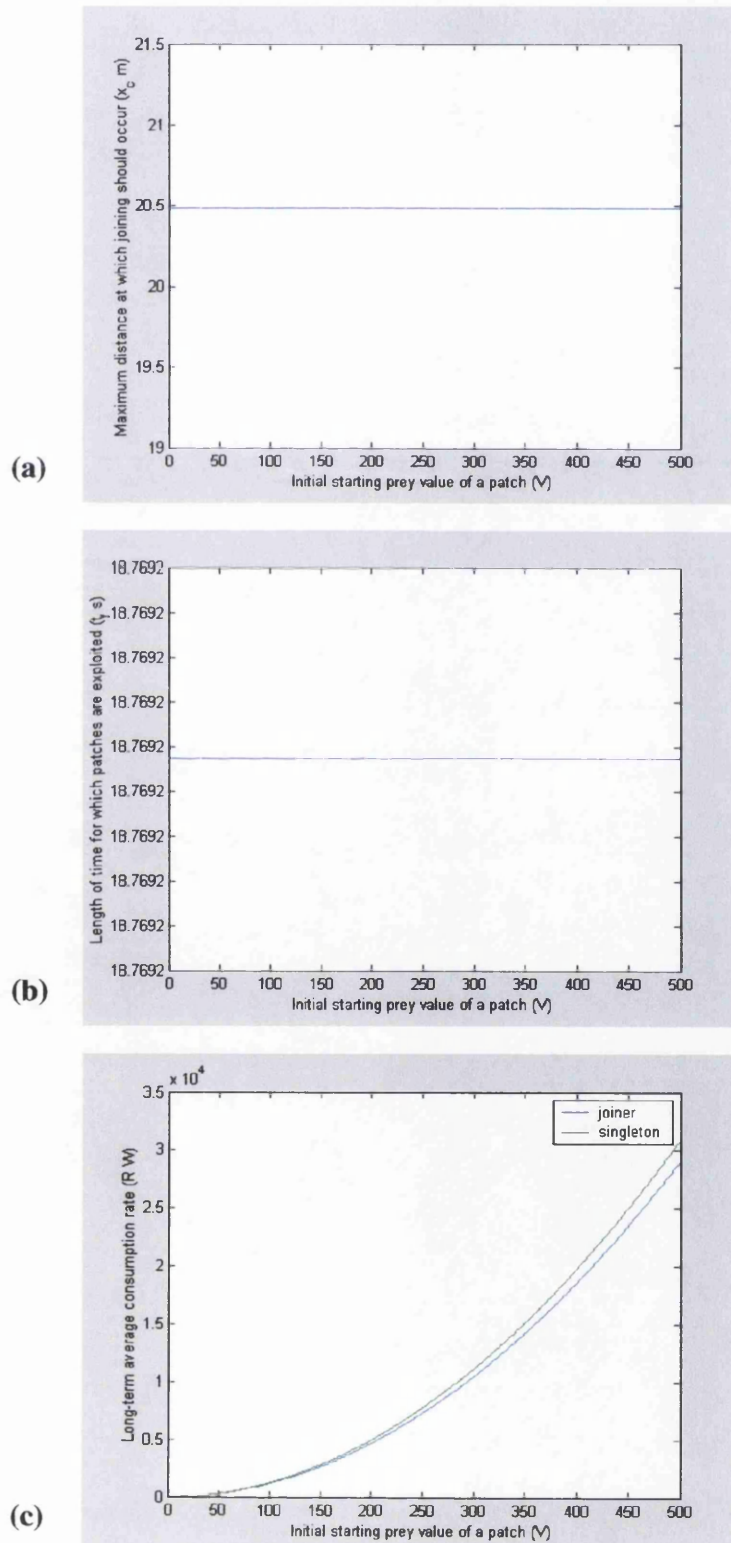 21.5
21
20.5
20
19.5
19
Maximum distance at which joining should occur (x_c m)
0 50 100 150 200 250 300 350 400 450 500
Initial starting prey value of a patch (V)
(a)
18.7692
18.7692
18.7692
18.7692
18.7692
18.7692
18.7692
18.7692
18.7692
18.7692
Length of time for which patches are exploited (t, s)
0 50 100 150 200 250 300 350 400 450 500
Initial starting prey value of a patch (V)
(b)
x 10^4
3.5
3
2.5
2
1.5
1
0.5
0
Long-term average consumption rate (R W)
joiner
singleton
0 50 100 150 200 250 300 350 400 450 500
Initial starting prey value of a patch (V)
(c)